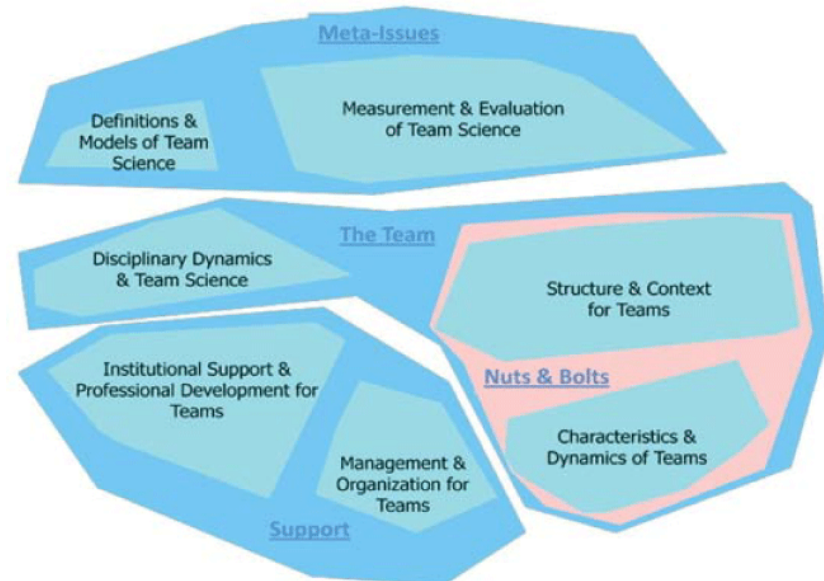 Meta-Issues
Definitions &
Models of Team
Science
Measurement & Evaluation
of Team Science
The Team
Disciplinary Dynamics
& Team Science
Structure & Context
for Teams
Nuts & Bolts
Characteristics &
Dynamics of Teams
Institutional Support &
Professional Development for
Teams
Management &
Organization for
Teams
Support